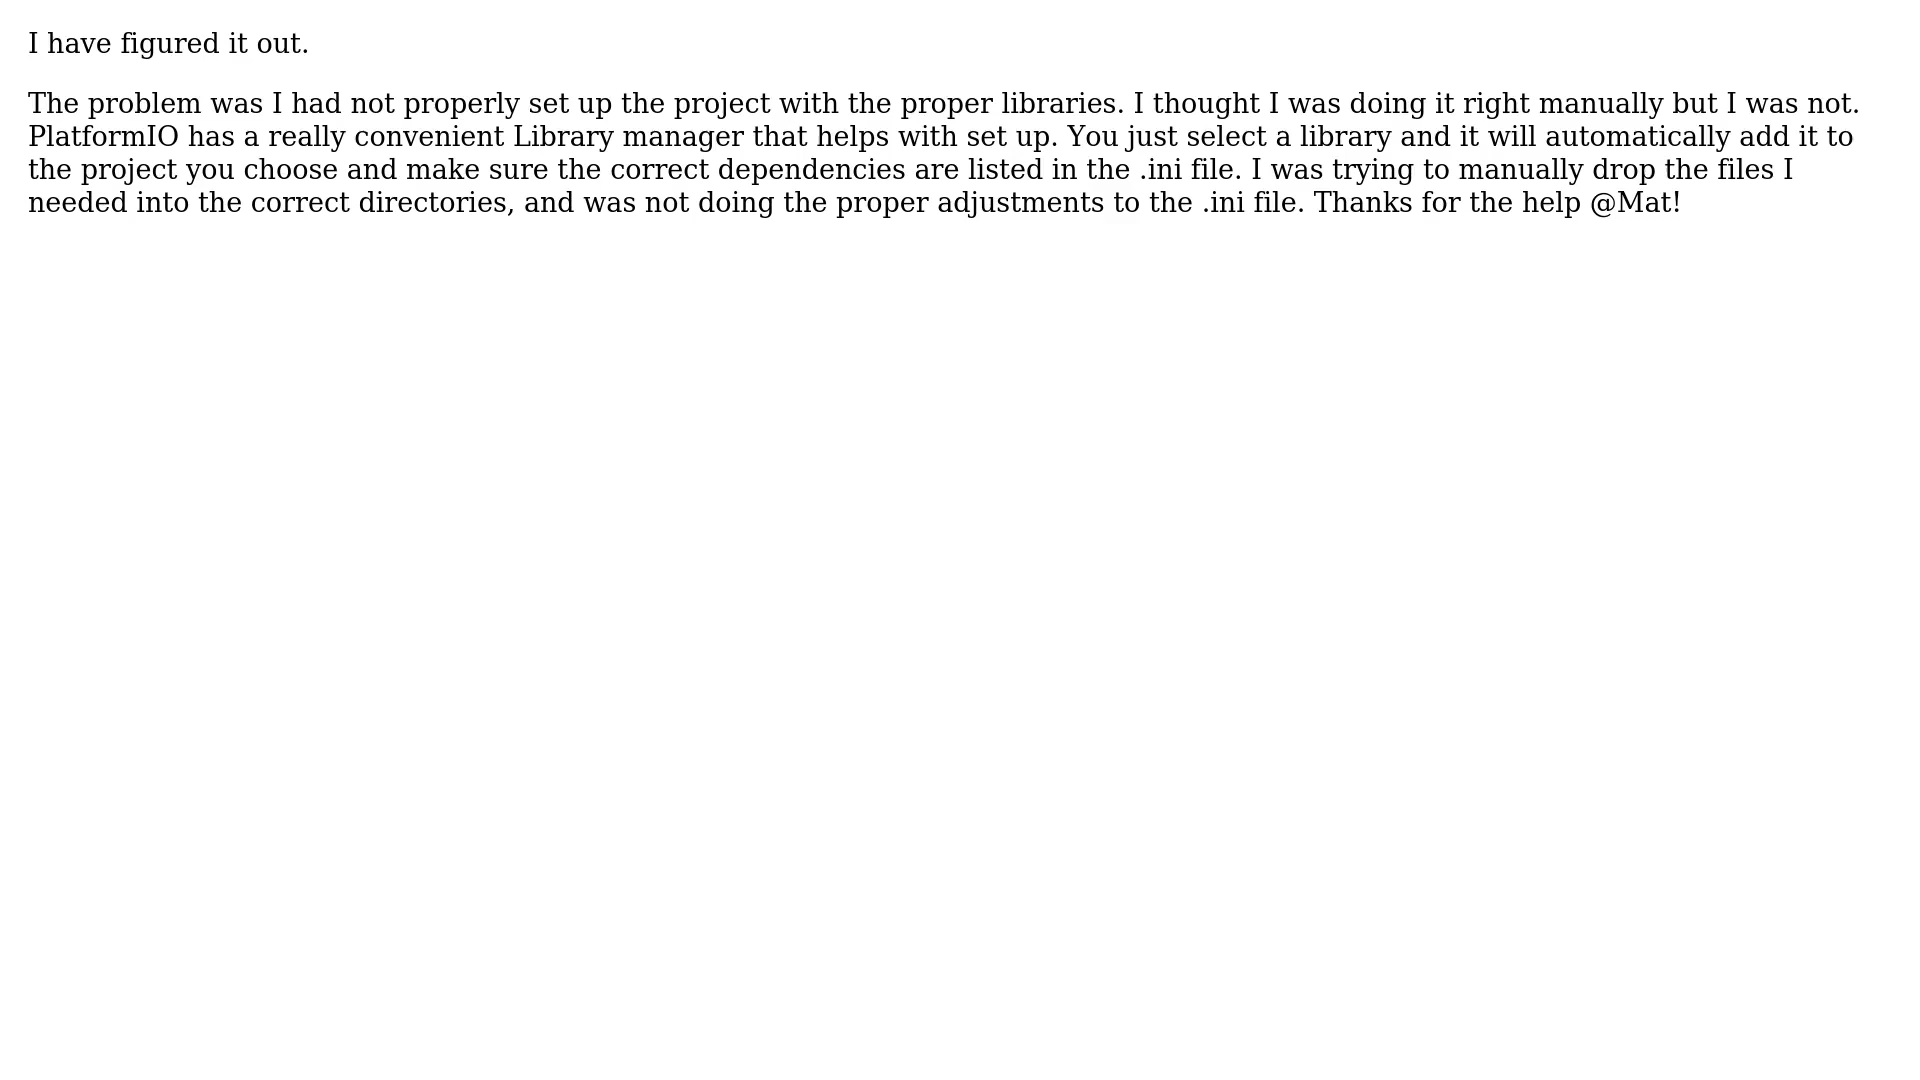 I have figured it out.
The problem was I had not properly set up the project with the proper libraries. I thought I was doing it right manually but I was not.
PlatformIO has a really convenient Library manager that helps with set up. You just select a library and it will automatically add it to
the project you choose and make sure the correct dependencies are listed in the .ini file. I was trying to manually drop the files I
needed into the correct directories, and was not doing the proper adjustments to the .ini file. Thanks for the help @Mat!